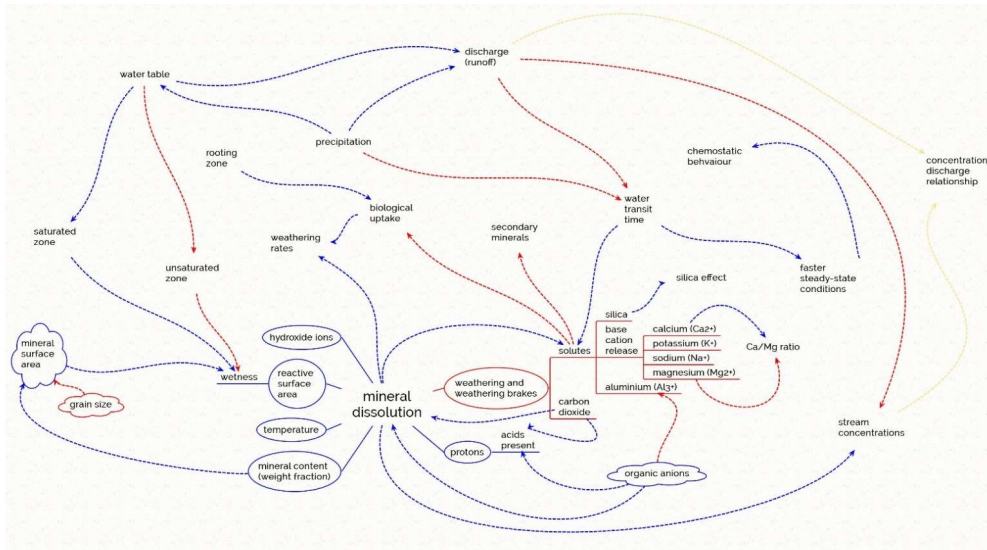 discharge
(runoff)
water table
precipitation
rooting
zone
chemostatic
behvaiour
concentration
discharge
relationship
biological
uptake
water
transit
time
saturated
zone
weathering
rates
secondary
minerals
unsaturated
zone
faster
steady-state
conditions
silica effect
silica
mineral
surface
area
hydroxide ions
solutes
base
cation
release
calcium (Ca2+)
potassium (K+)
sodium (Na+)
magnesium (Mg2+)
aluminium (Al3+)
Ca/Mg ratio
wetness
reactive
surface
area
mineral
dissolution
weathering and
weathering brakes
grain size
carbon
dioxide
temperature
stream
concentrations
protons
acids
present
mineral content
(weight fraction)
organic anions